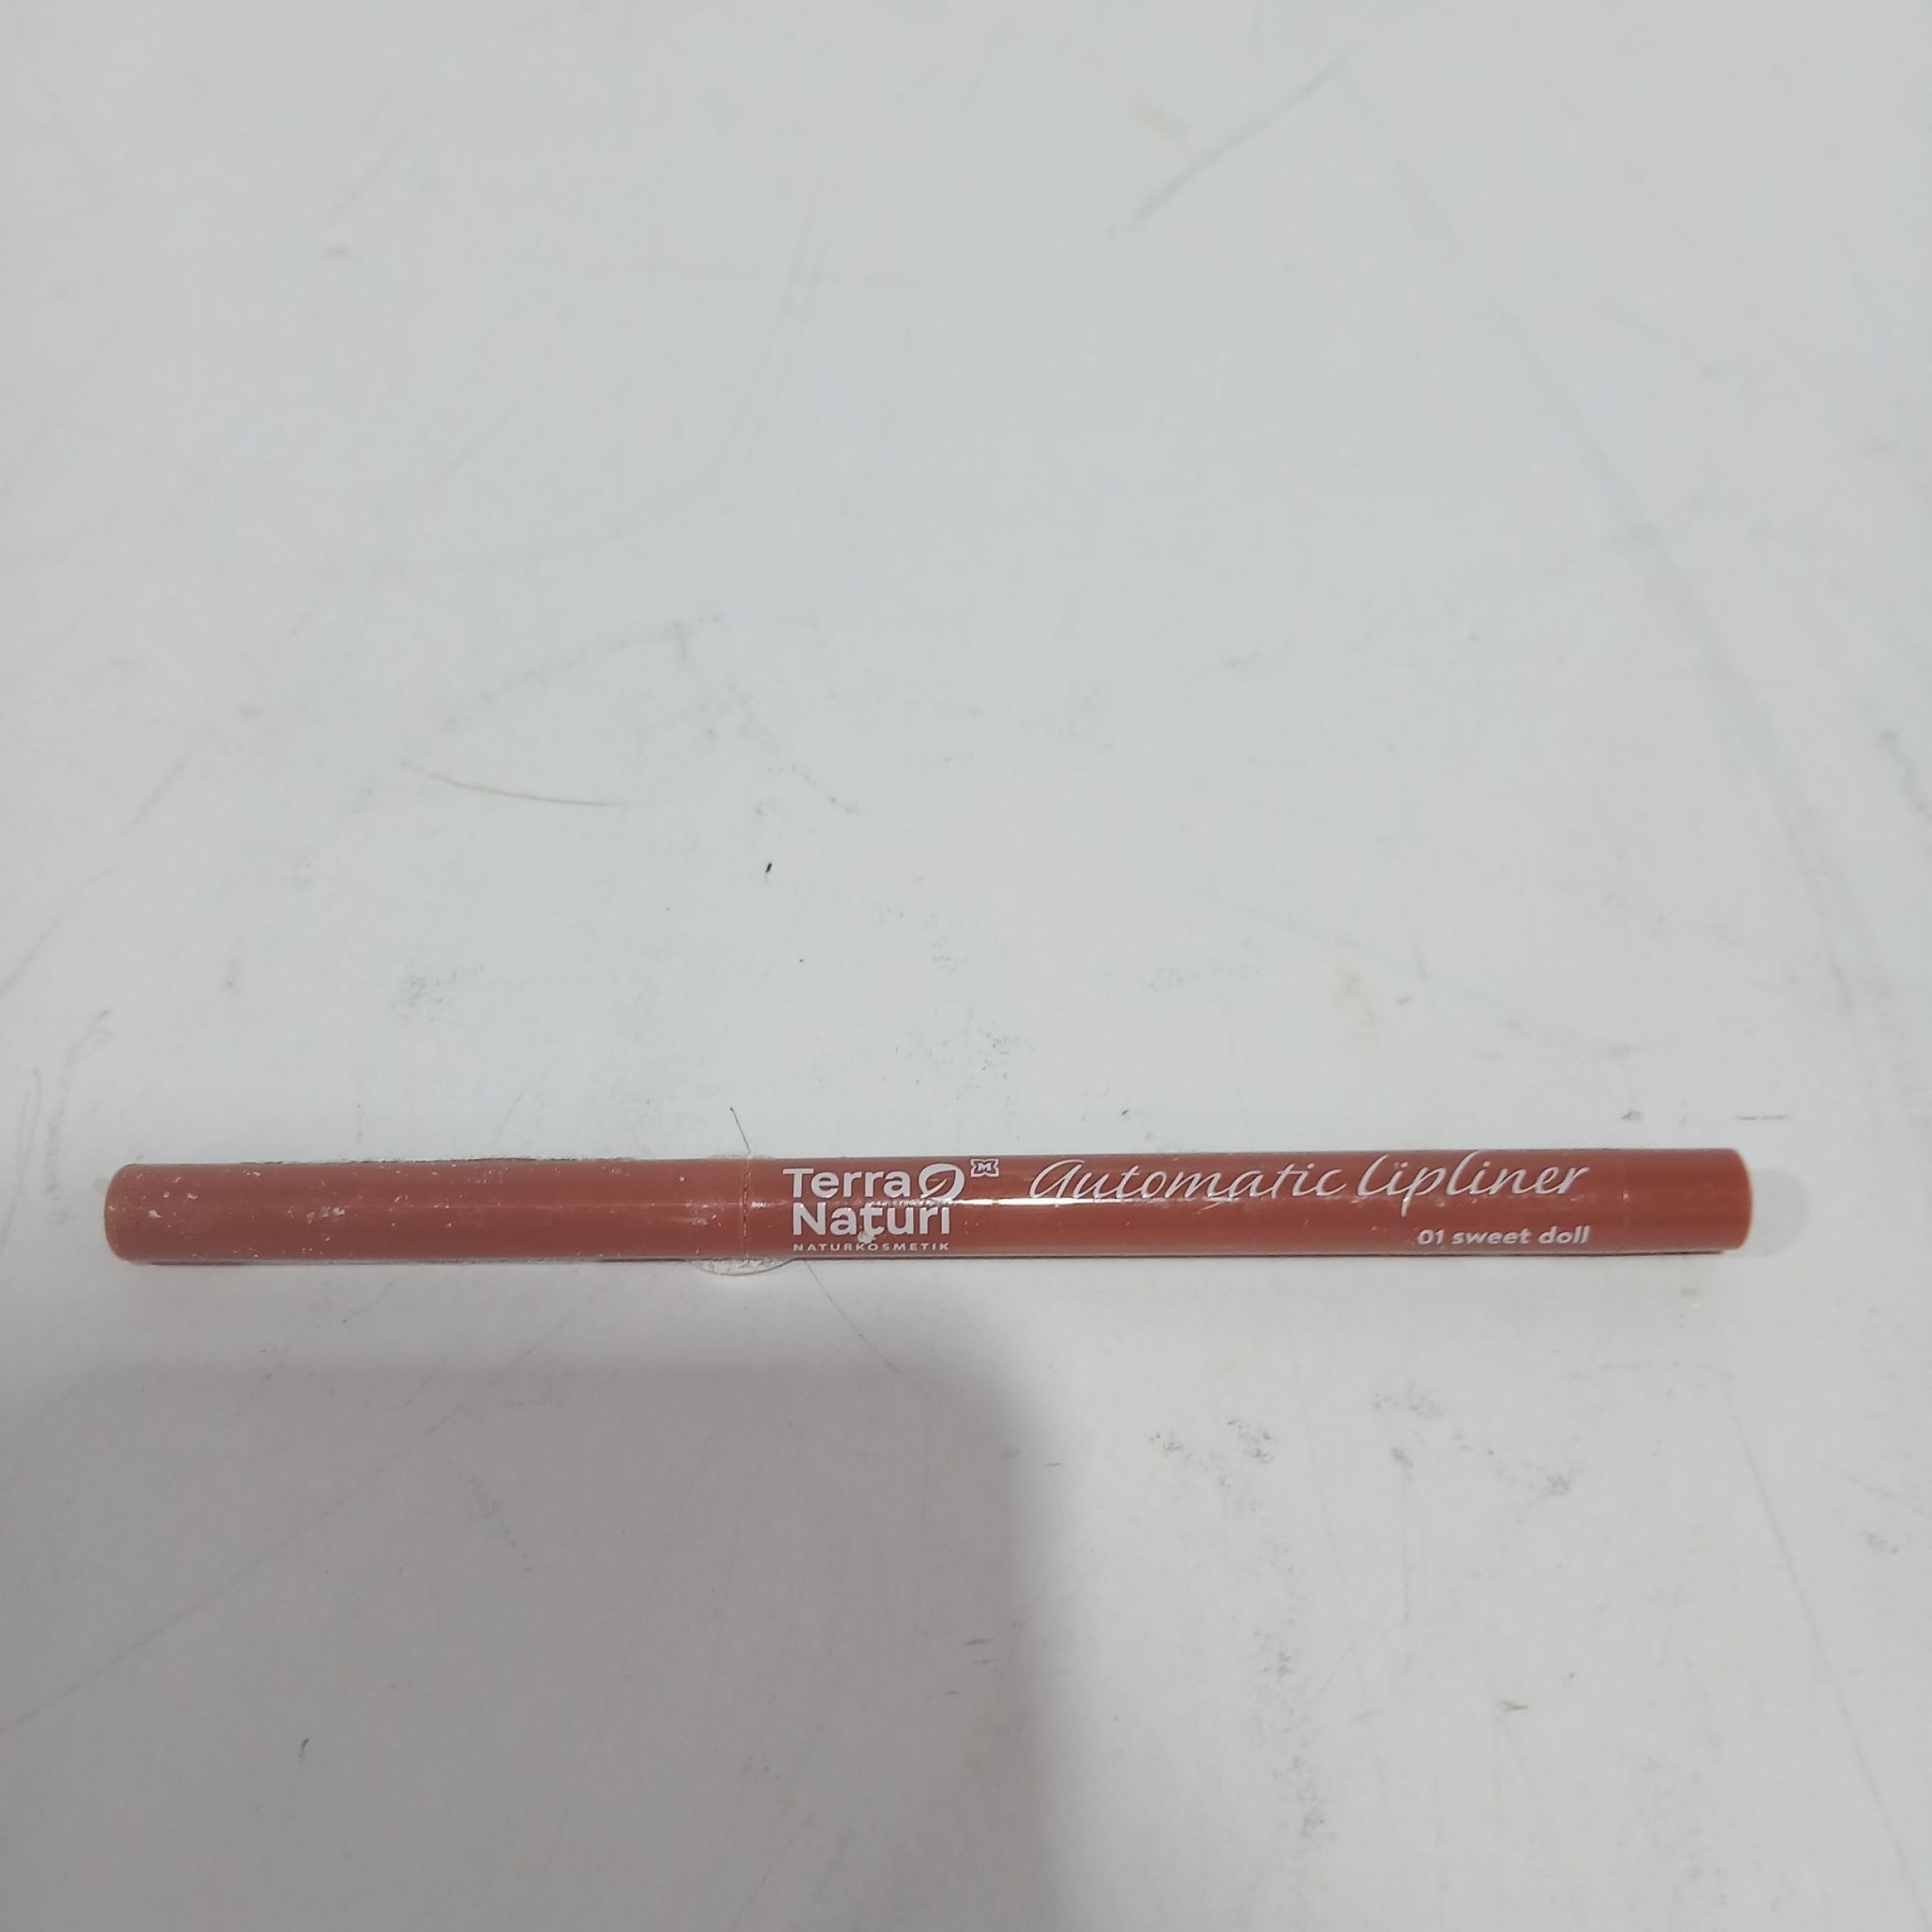 Terra
Naturi
NATURKOSMETIK
M
Automatic Lipliner
01 sweet doll